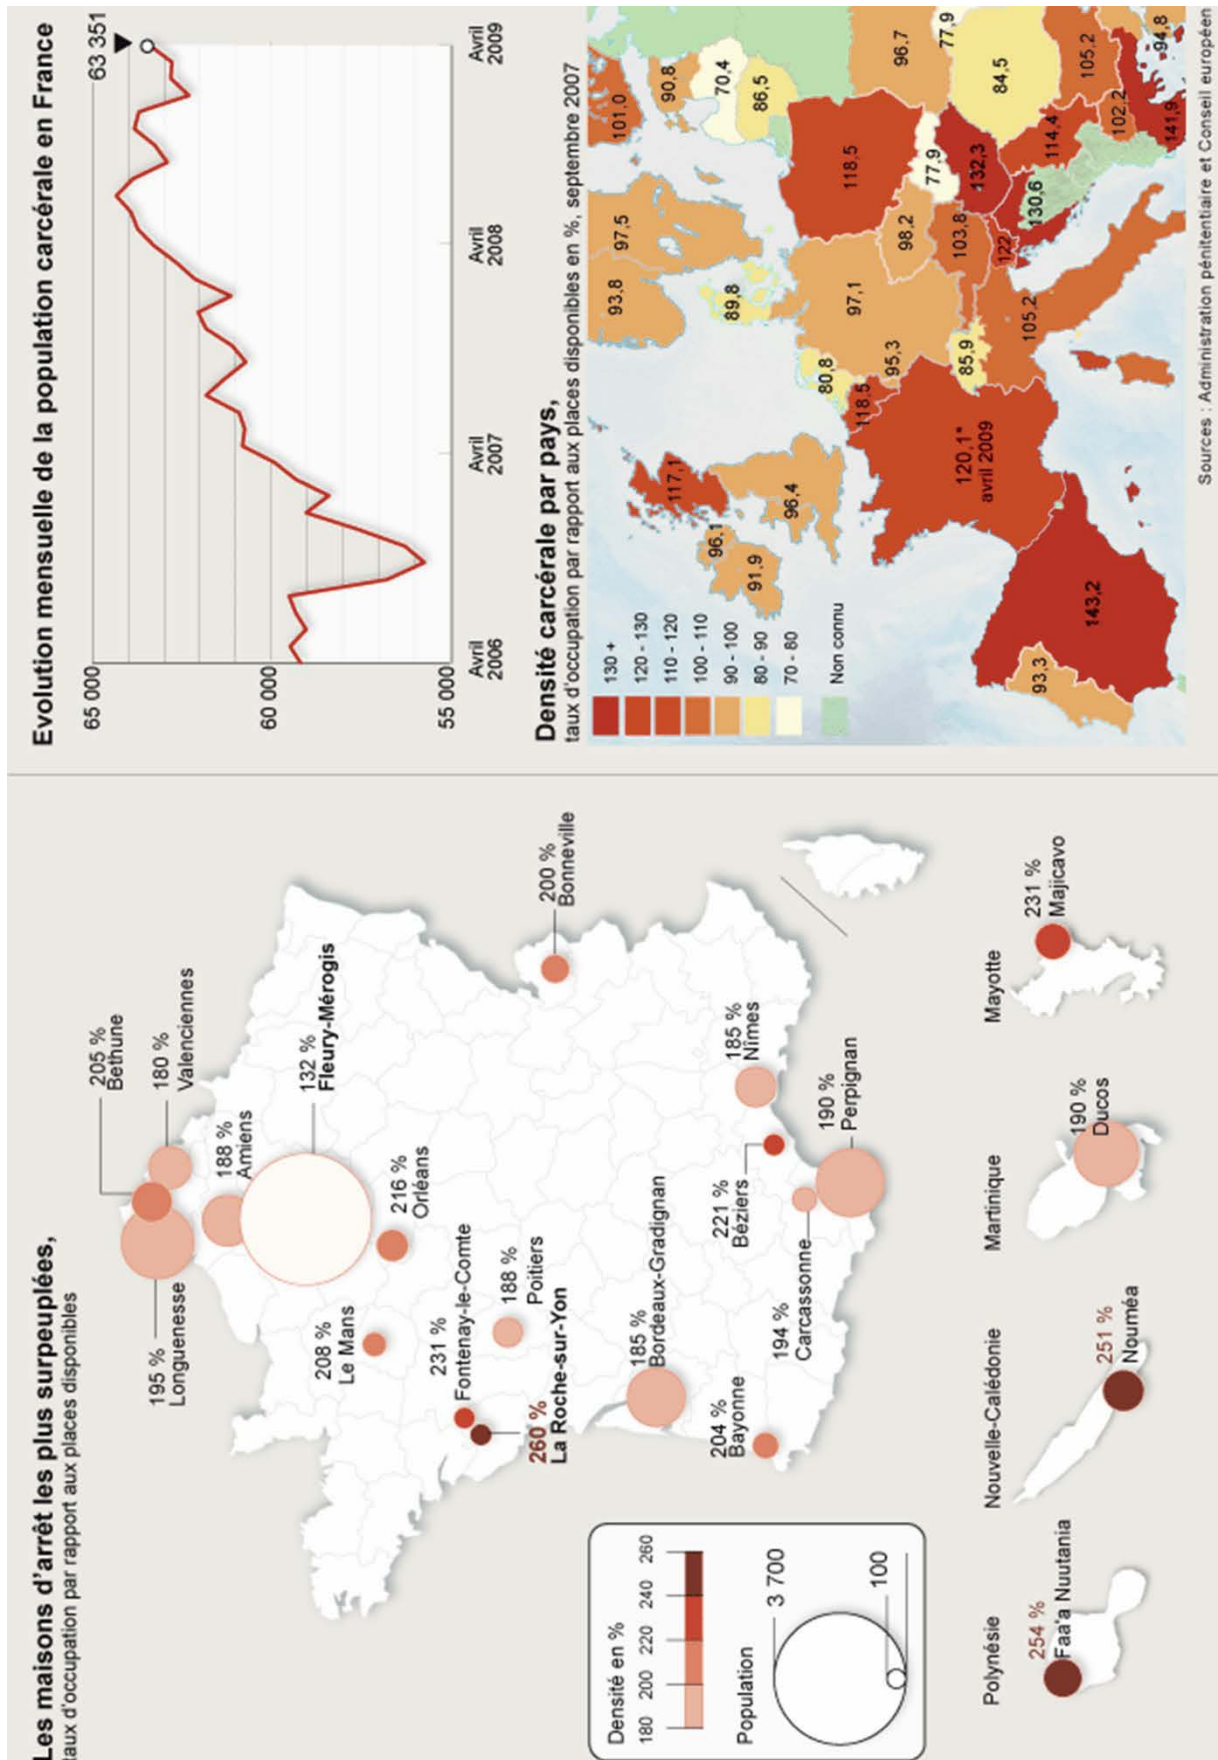 Les maisons d'arrêt les plus surpeuplées,
taux d'occupation par rapport aux places disponibles
205 %
Bethune
180 %
Valenciennes
195 %
Longuenesse
188 %
Amiens
132 %
Fleury-Mérogis
208 %
Le Mans
216 %
Orléans
231 %
Fontenay-le-Comte
188 %
Poitiers
260 %
La Roche-sur-Yon
200 %
Bonneville
185 %
Bordeaux-Gradignan
204 %
Bayonne
221 %
Béziers
185 %
Nîmes
194 %
Carcassonne
190 %
Perpignan
Densité en %
180 200 220 240 260
Population
3 700
100
Polynésie
254 %
Faa'a Nuutania
Nouvelle-Calédonie
251 %
Nouméa
Martinique
190 %
Ducos
Mayotte
231 %
Majicavo
Evolution mensuelle de la population carcérale en France
63 351
65 000
60 000
55 000
Avril
2006
Avril
2007
Avril
2008
Avril
2009
Densité carcérale par pays,
taux d'occupation par rapport aux places disponibles en %, septembre 2007
130 +
120 - 130
110 - 120
100 - 110
90 - 100
80 - 90
70 - 80
Non connu
93,8
97,5
101,0
90,8
70,4
86,5
117,1
96,1
91,9
96,4
89,8
80,8
118,5
95,3
97,1
118,5
96,7
98,2
77,9
77,9
120,1*
avril 2009
85,9
103,8
132,3
84,5
122
130,6
114,4
105,2
105,2
102,2
141,9
94,8
143,2
93,3
Sources : Administration pénitentiaire et Conseil européen